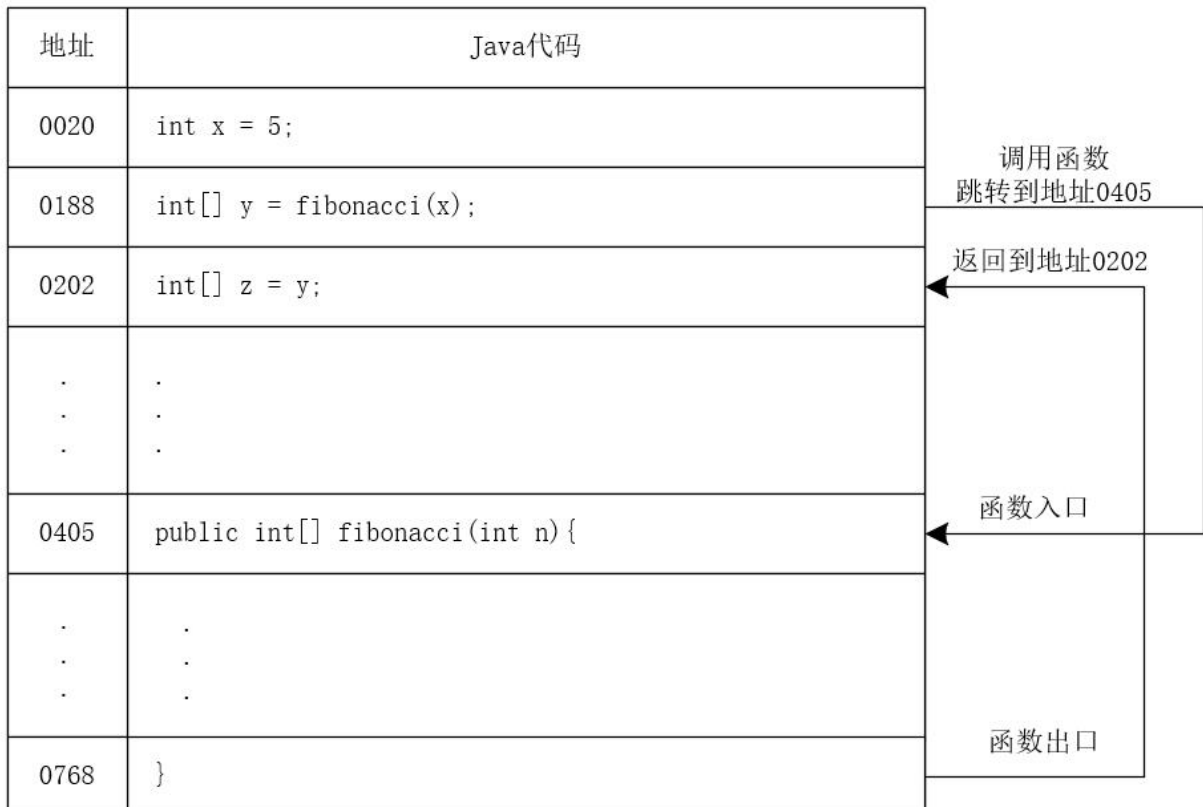 地址 Java代码
0020 int x = 5;
调用函数
跳转到地址0405
0188 int[] y = fibonacci(x);
返回到地址0202
0202 int[] z = y;
. .
. .
. .
函数入口
0405 public int[] fibonacci(int n){
. .
. .
. .
函数出口
0768 }